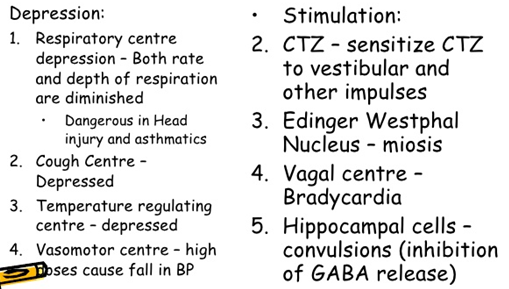 Depression:
1. Respiratory centre
depression – Both rate
and depth of respiration
are diminished
• Dangerous in Head
injury and asthmatics
2. Cough Centre –
Depressed
3. Temperature regulating
centre – depressed
4. Vasomotor centre – high
doses cause fall in BP
• Stimulation:
2. CTZ – sensitize CTZ
to vestibular and
other impulses
3. Edinger Westphal
Nucleus – miosis
4. Vagal centre –
Bradycardia
5. Hippocampal cells –
convulsions (inhibition
of GABA release)